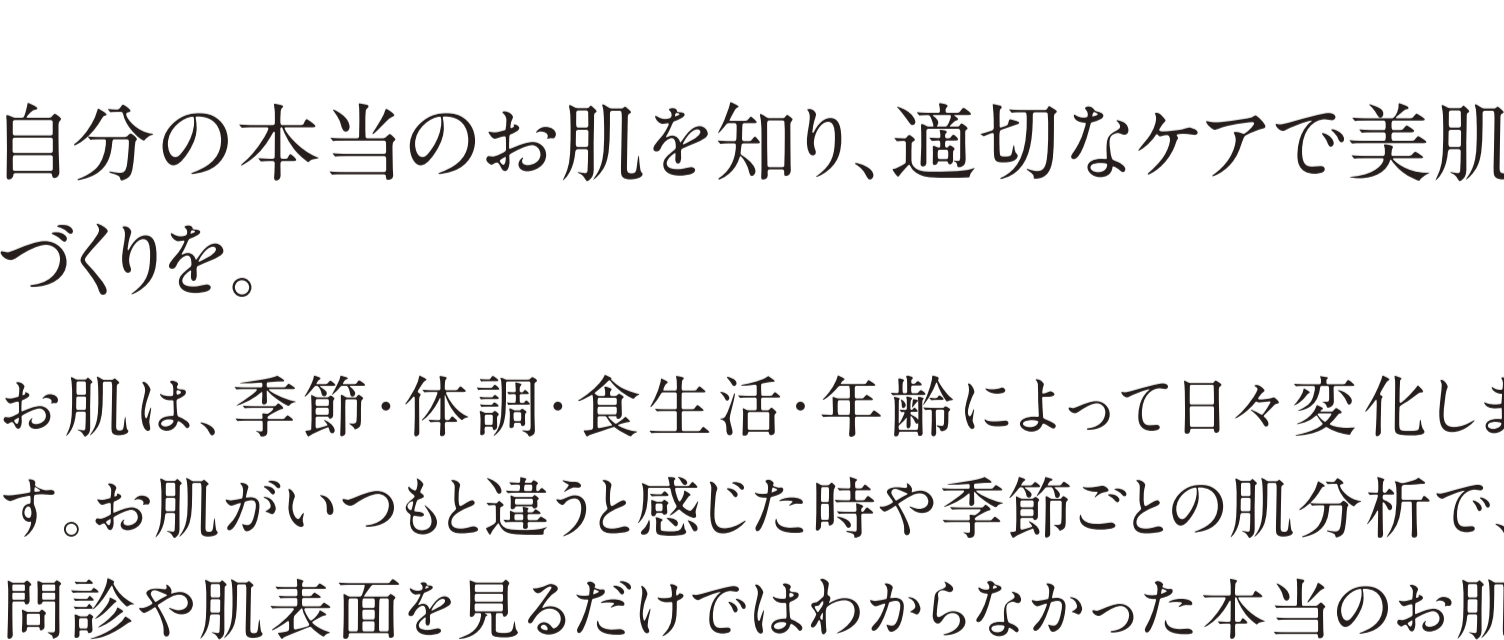 自分の本当のお肌を知り、適切なケアで美肌
づくりを。
お肌は、季節・体調・食生活・年齢によって日々変化しま
す。お肌がいつもと違うと感じた時や季節ごとの肌分析で、
問診や肌表面を見るだけではわからなかった本当のお肌